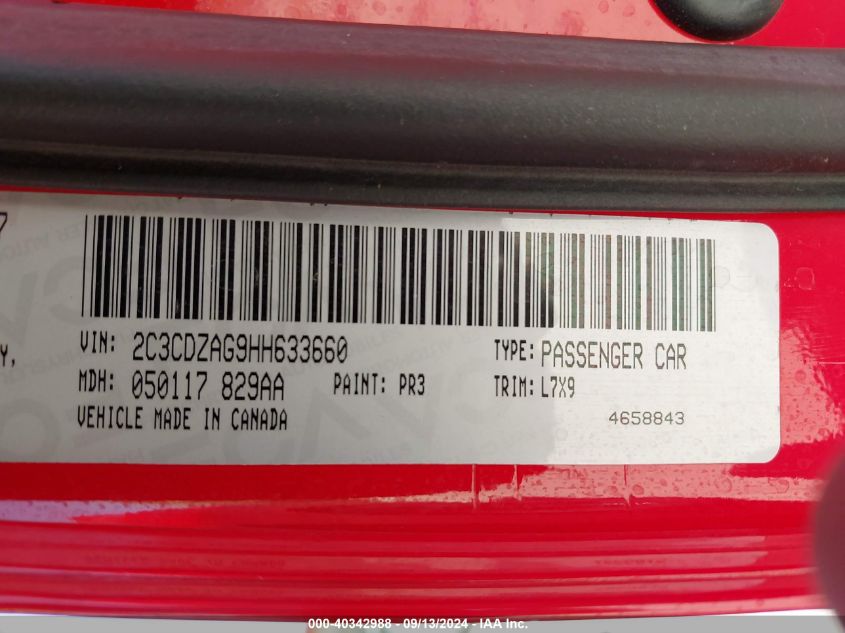 7
Y,
VIN: 2C3CDZAG9HH633660 TYPE: PASSENGER CAR
MDH: 050117 829AA PAINT: PR3 TRIM: L7X9
VEHICLE MADE IN CANADA 4658843
000-40342988 - 09/13/2024 - IAA Inc.